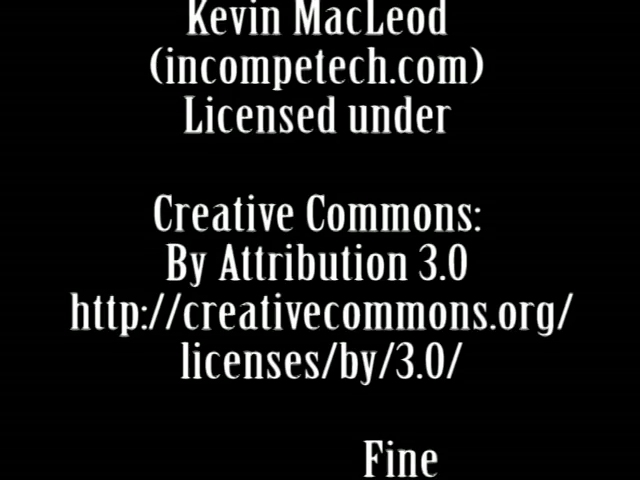 Kevin MacLeod
(incompetech.com)
Licensed under
Creative Commons:
By Attribution 3.0
http://creativecommons.org/
licenses/by/3.0/
Fine